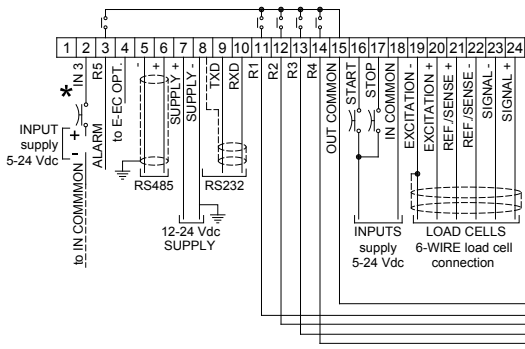 1 2 3 4 5 6 7 8 9 10 11 12 13 14 15 16 17 18 19 20 21 22 23 24
*
IN 3
R5
to E-EC OPT.
-
+
SUPPLY +
SUPPLY -
TXD
RXD
R1
R2
R3
R4
OUT COMMON
START
STOP
IN COMMON
EXCITATION -
EXCITATION +
REF./SENSE +
REF./SENSE -
SIGNAL -
SIGNAL +
ALARM
INPUT
supply
5-24 Vdc
+
-
to IN COMMMON
RS485
RS232
12-24 Vdc
SUPPLY
INPUTS
supply
5-24 Vdc
LOAD CELLS
6-WIRE load cell
connection